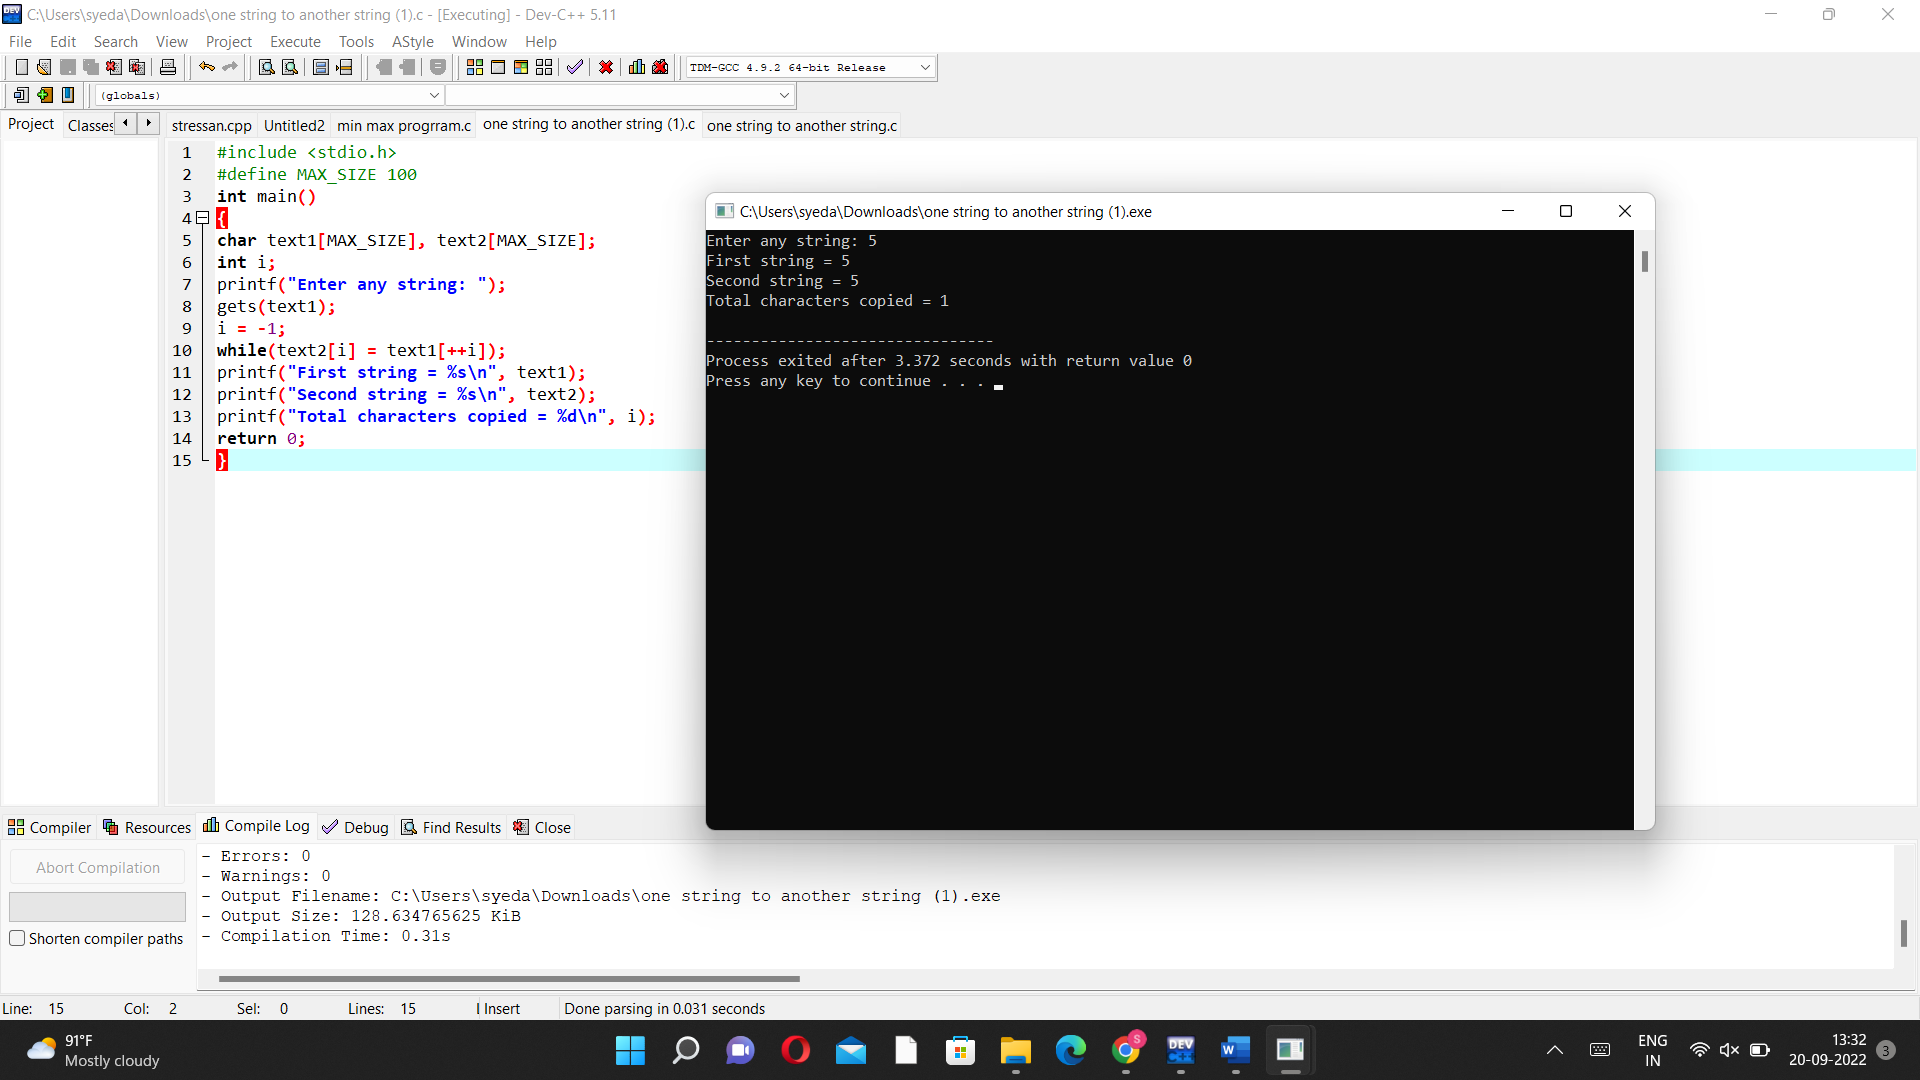 C:\Users\syeda\Downloads\one string to another string (1).c - [Executing] - Dev-C++ 5.11
File Edit Search View Project Execute Tools AStyle Window Help
TDM-GCC 4.9.2 64-bit Release
(globals)
Project Classes stressan.cpp Untitled2 min max progrram.c one string to another string (1).c one string to another string.c
1 #include <stdio.h>
2 #define MAX_SIZE 100
3 int main()
4 {
5 char text1[MAX_SIZE], text2[MAX_SIZE];
6 int i;
7 printf("Enter any string: ");
8 gets(text1);
9 i = -1;
10 while(text2[i] = text1[++i]);
11 printf("First string = %s\n", text1);
12 printf("Second string = %s\n", text2);
13 printf("Total characters copied = %d\n", i);
14 return 0;
15 }
C:\Users\syeda\Downloads\one string to another string (1).exe
Enter any string: 5
First string = 5
Second string = 5
Total characters copied = 1
--------------------------------
Process exited after 3.372 seconds with return value 0
Press any key to continue . . .
Compiler Resources Compile Log Debug Find Results Close
Abort Compilation
Shorten compiler paths
- Errors: 0
- Warnings: 0
- Output Filename: C:\Users\syeda\Downloads\one string to another string (1).exe
- Output Size: 128.634765625 KiB
- Compilation Time: 0.31s
Line: 15 Col: 2 Sel: 0 Lines: 15 Insert Done parsing in 0.031 seconds
91°F
Mostly cloudy
S
DEV
C++
W
ENG
IN
13:32
20-09-2022
3